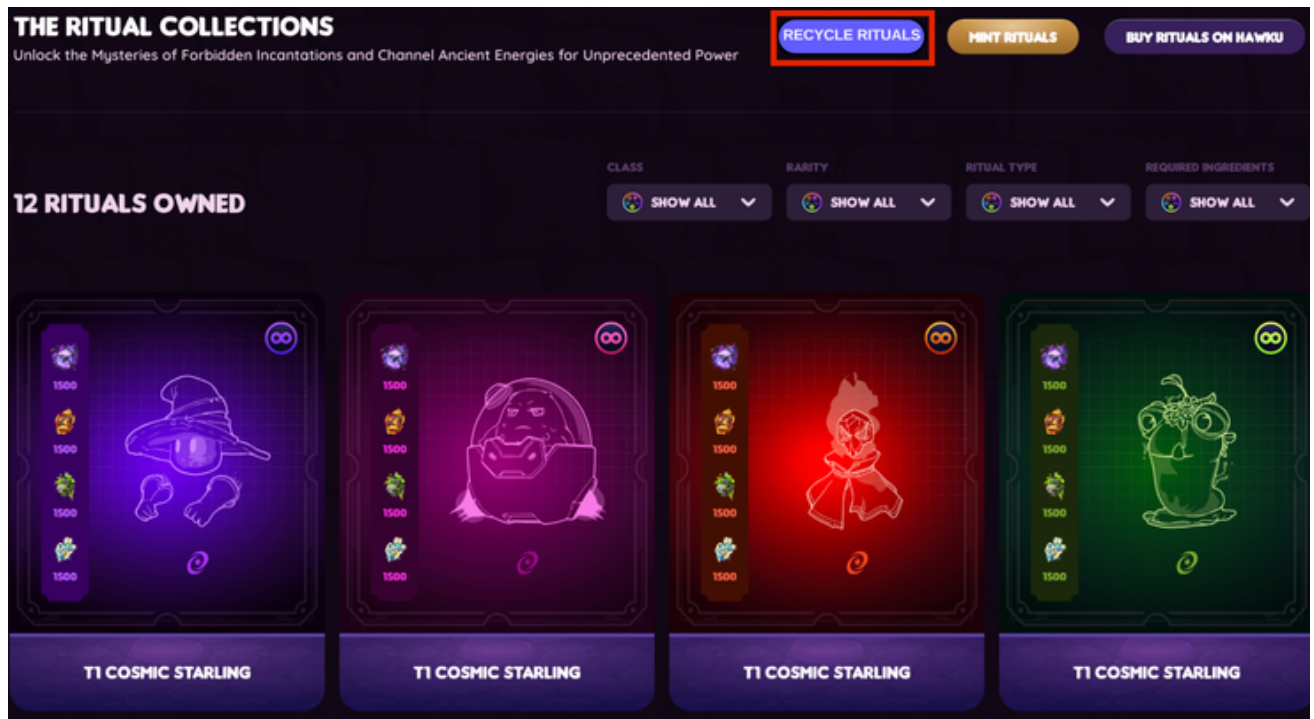 THE RITUAL COLLECTIONS
Unlock the Mysteries of Forbidden Incantations and Channel Ancient Energies for Unprecedented Power
RECYCLE RITUALS
MINT RITUALS
BUY RITUALS ON HAWKU
12 RITUALS OWNED
CLASS
SHOW ALL
RARITY
SHOW ALL
RITUAL TYPE
SHOW ALL
REQUIRED INGREDIENTS
SHOW ALL
1500
1500
1500
1500
T1 COSMIC STARLING
1500
1500
1500
1500
T1 COSMIC STARLING
1500
1500
1500
1500
T1 COSMIC STARLING
1500
1500
1500
1500
T1 COSMIC STARLING